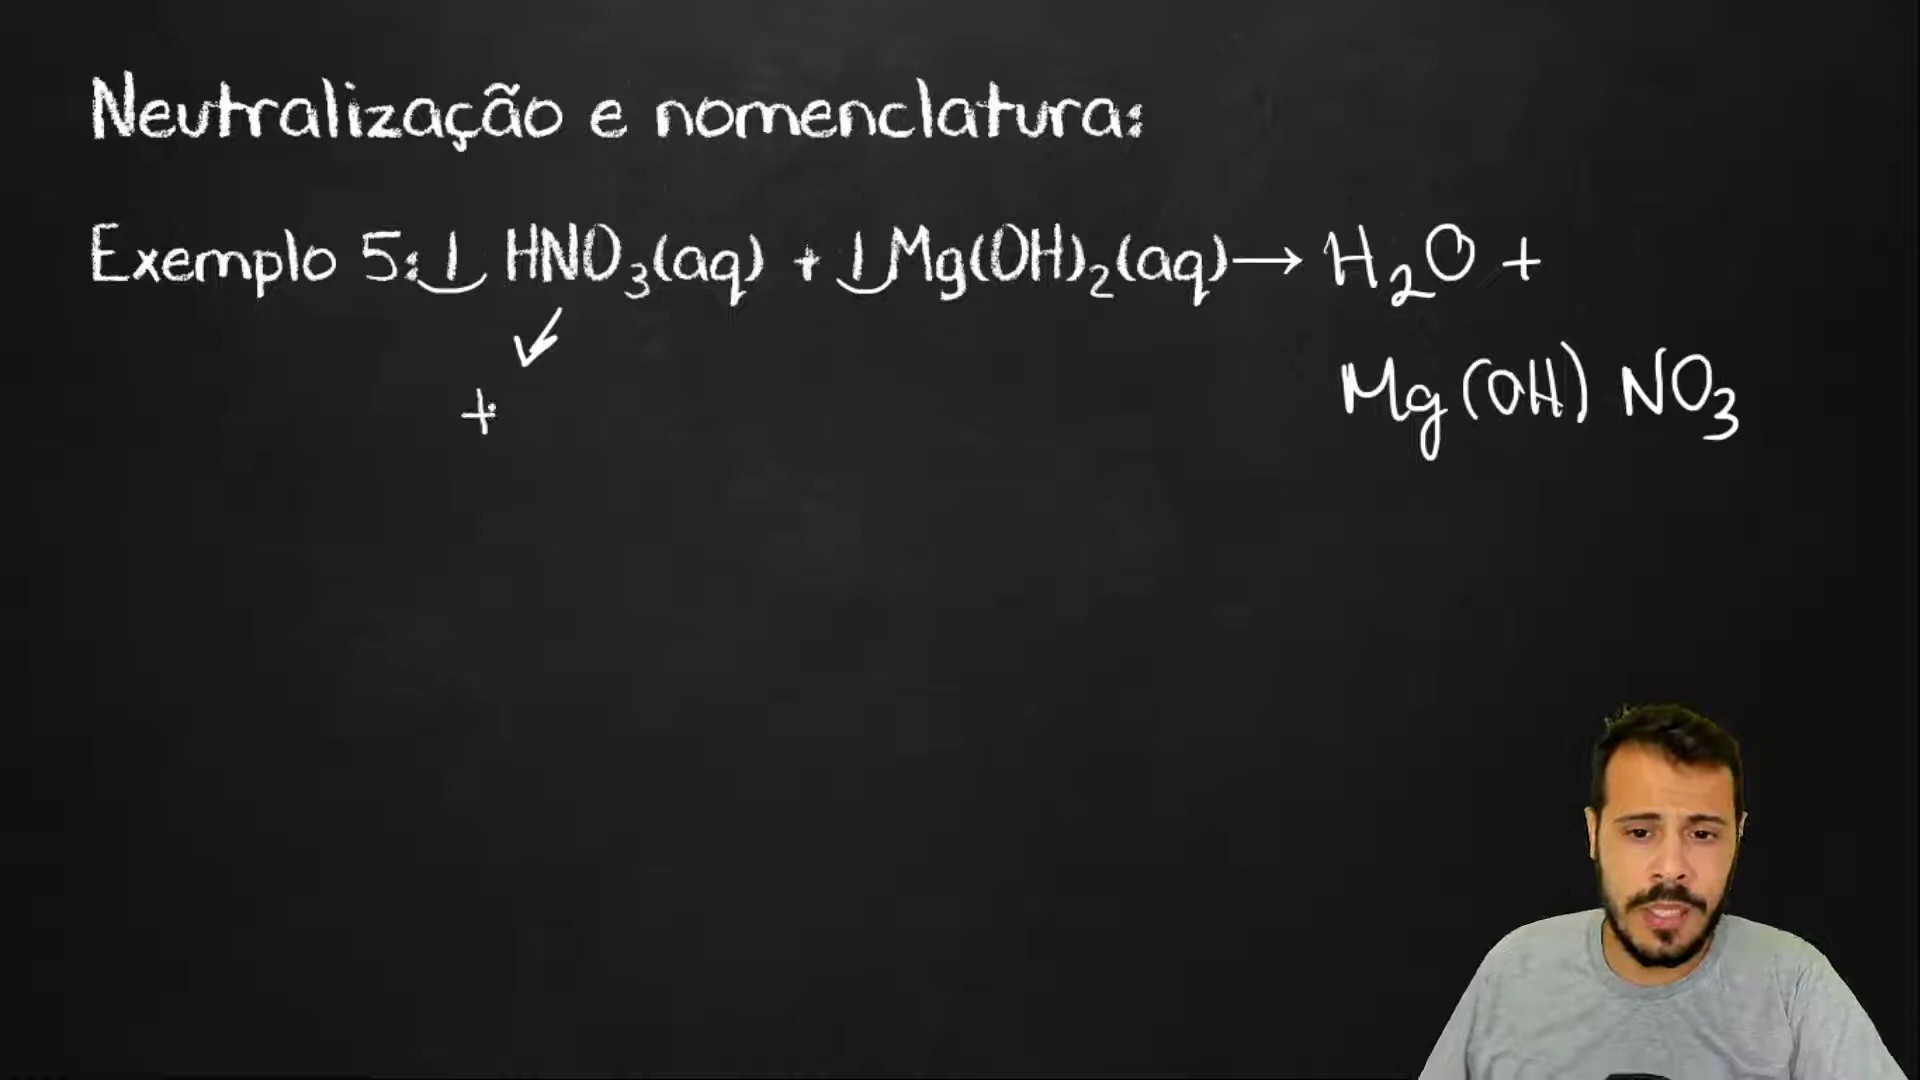 Neutralização e nomenclatura:
Exemplo 5: 1 HNO₃(aq) + 1 Mg(OH)₂(aq) → H₂O +
Mg(OH) NO₃
+